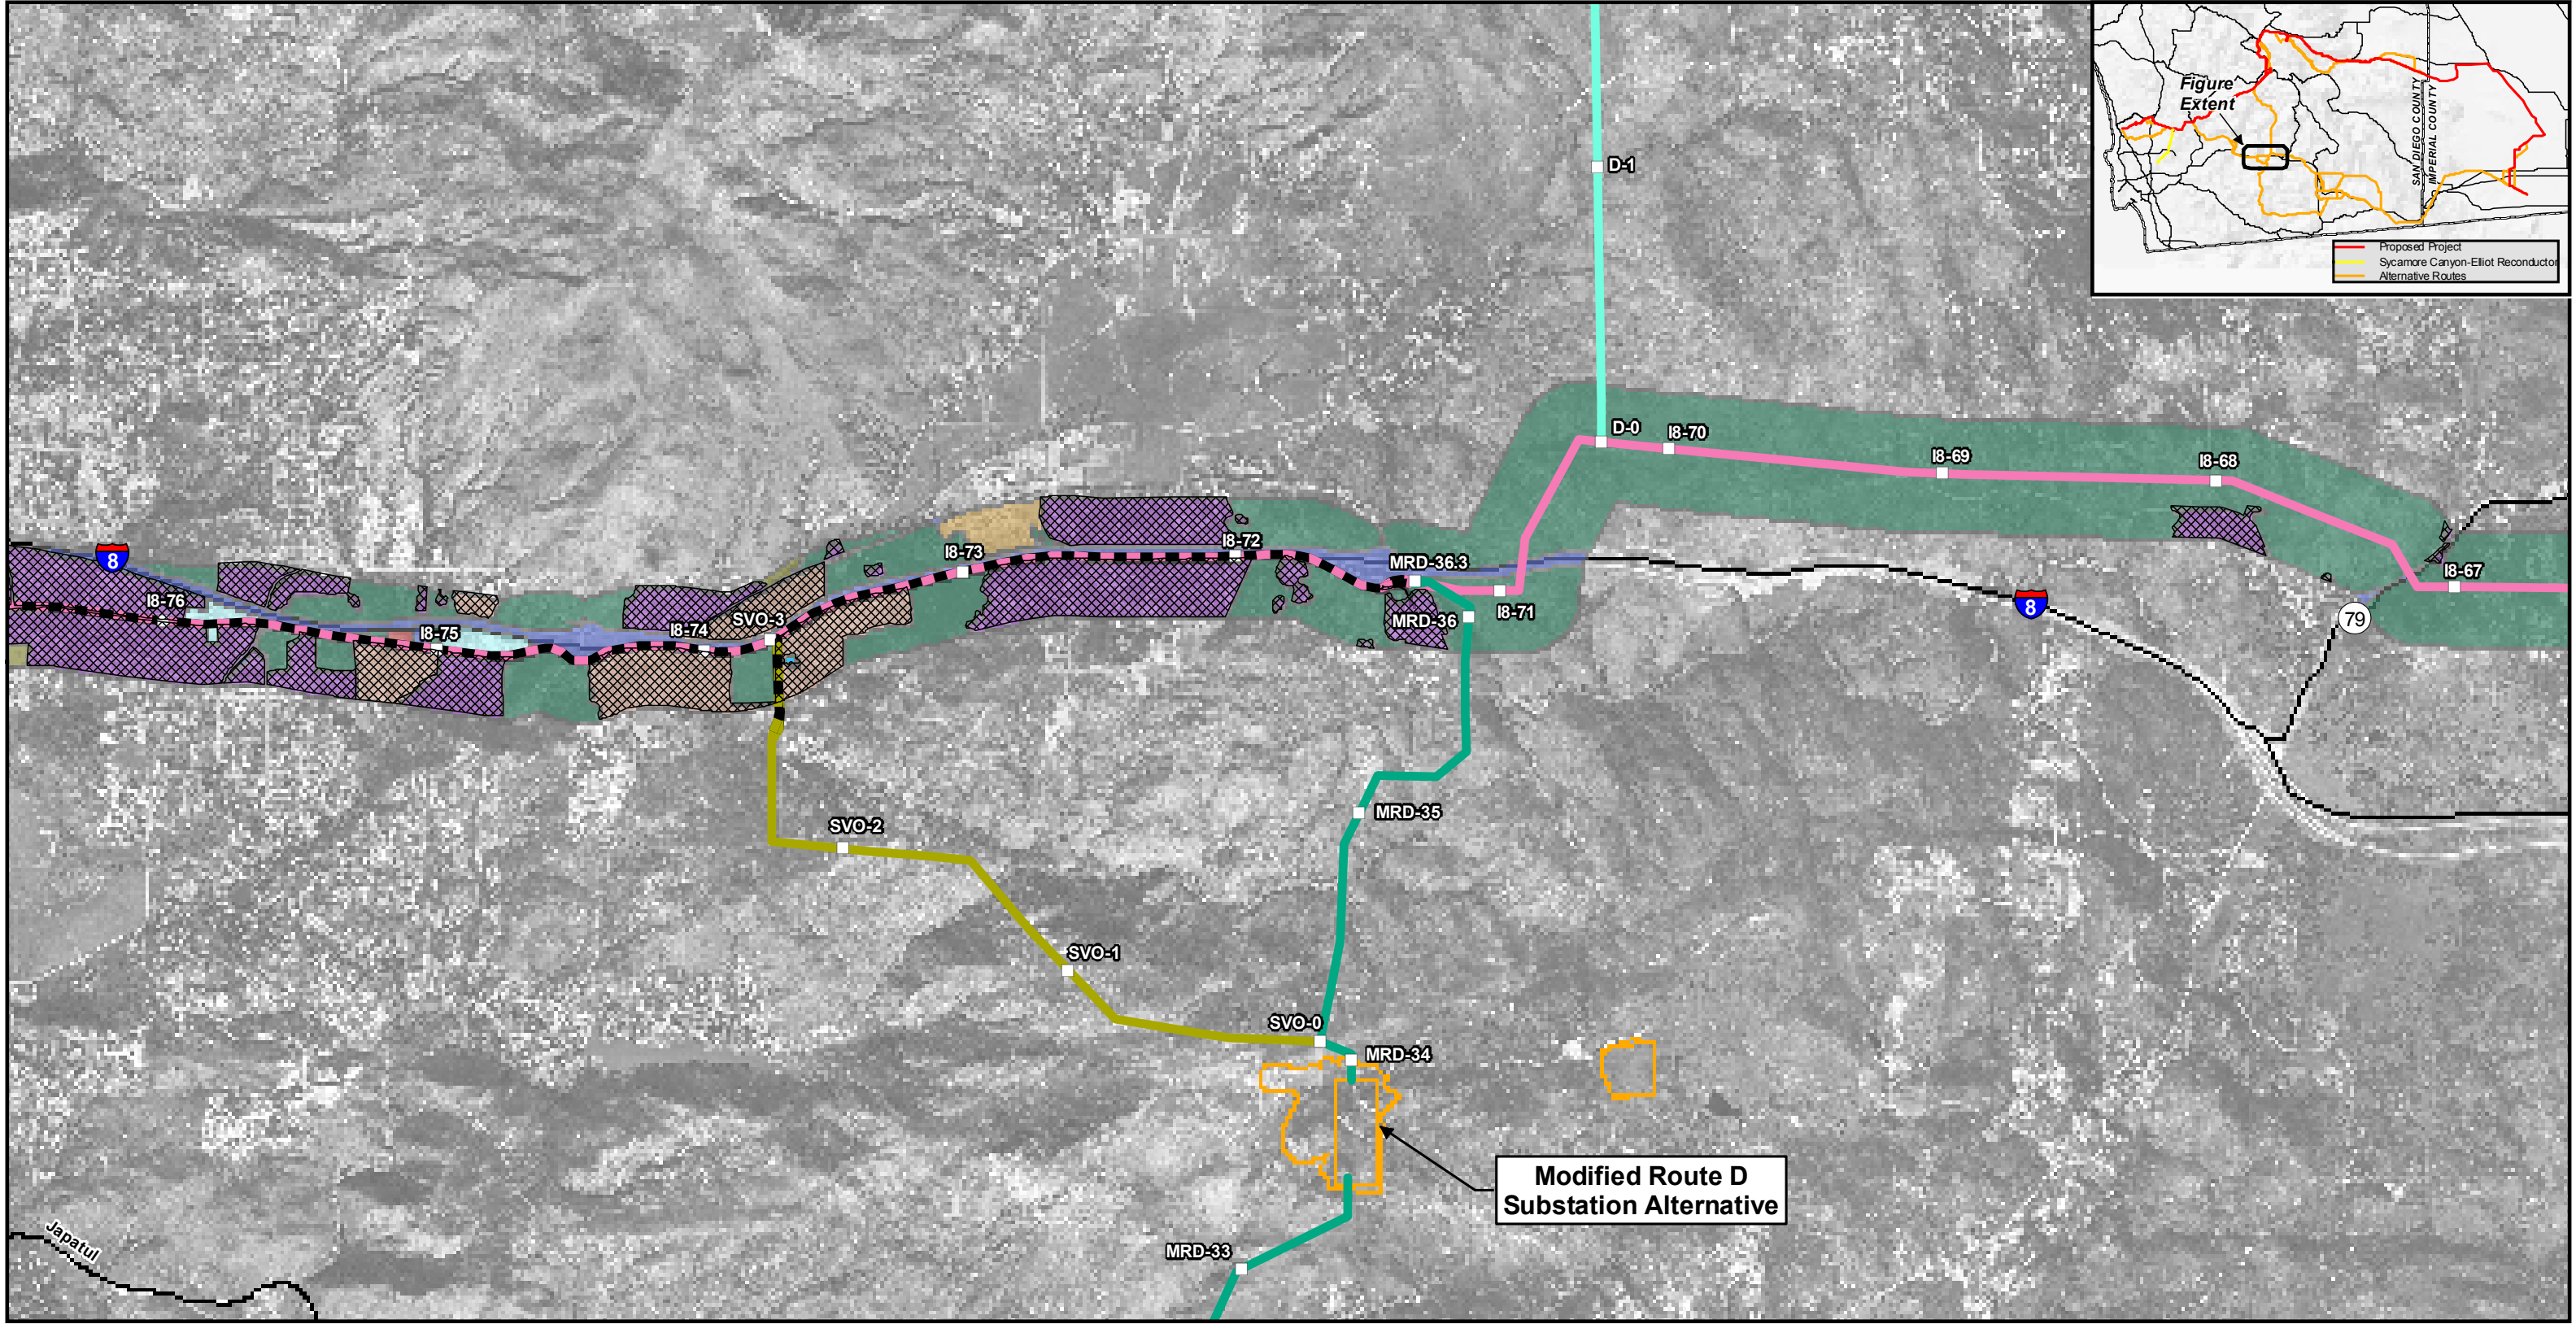 Figure
Extent
SAN DIEGO COUNTY
IMPERIAL COUNTY
Proposed Project
Sycamore Canyon-Elliot Reconductor
Alternative Routes
D-1
D-0
I8-70
I8-69
I8-68
I8-67
I8-73
I8-72
MRD-36.3
8
I8-76
I8-75
I8-74
SVO-3
MRD-36
I8-71
8
79
MRD-35
SVO-2
SVO-1
SVO-0
MRD-34
Modified Route D
Substation Alternative
MRD-33
Japatul